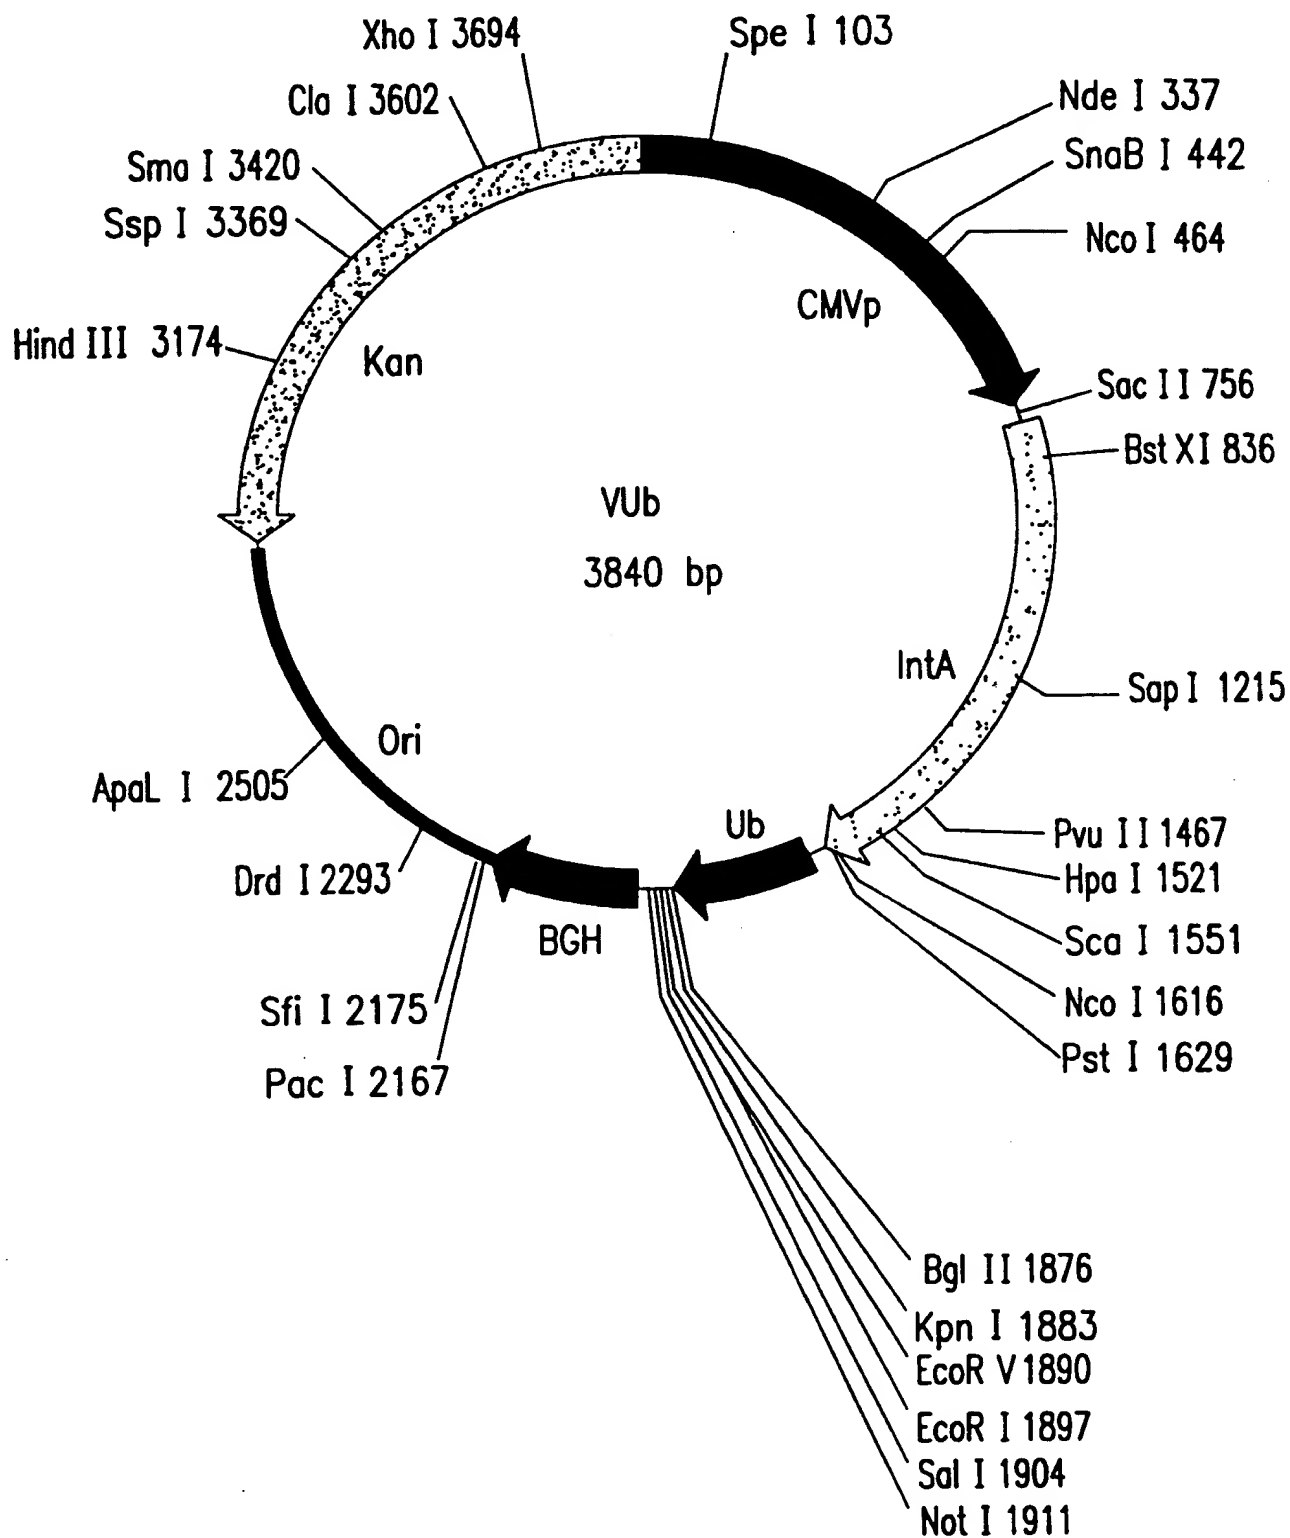 Xho I 3694
Spe I 103
Cla I 3602
Nde I 337
Sma I 3420
SnaB I 442
Ssp I 3369
Nco I 464
CMVp
Hind III 3174
Kan
Sac II 756
Bst XI 836
VUb
3840 bp
IntA
Sap I 1215
Ori
ApaL I 2505
Ub
Pvu II 1467
Drd I 2293
Hpa I 1521
BGH
Sca I 1551
Sfi I 2175
Nco I 1616
Pst I 1629
Pac I 2167
Bgl II 1876
Kpn I 1883
EcoR V 1890
EcoR I 1897
Sal I 1904
Not I 1911